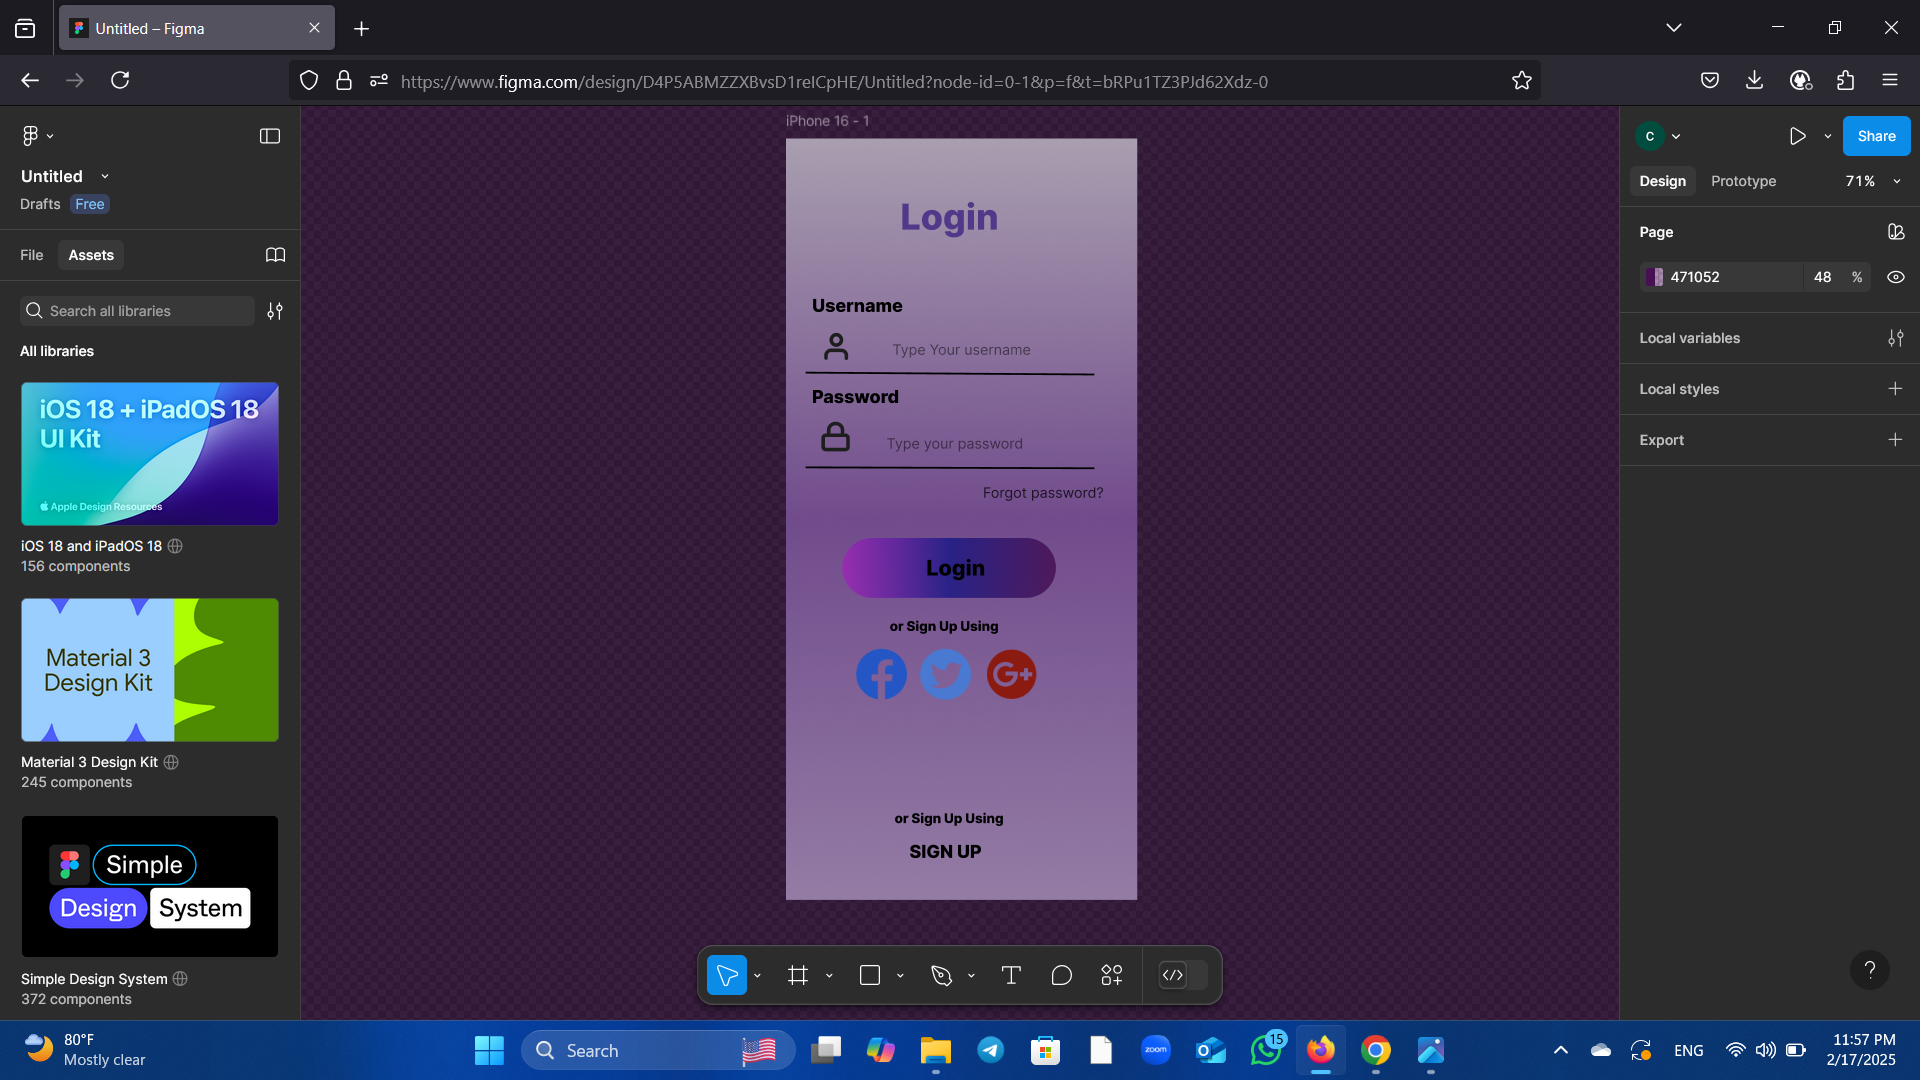 Untitled – Figma
https://www.figma.com/design/D4P5ABMZZXBvsD1reICpHE/Untitled?node-id=0-1&p=f&t=bRPu1TZ3PJd62Xdz-0
Untitled
Drafts Free
File Assets
Search all libraries
All libraries
iOS 18 + iPadOS 18
UI Kit
Apple Design Resources
iOS 18 and iPadOS 18
156 components
Material 3
Design Kit
Material 3 Design Kit
245 components
Simple
Design System
Simple Design System
372 components
iPhone 16 - 1
Login
Username
Type Your username
Password
Type your password
Forgot password?
Login
or Sign Up Using
G+
or Sign Up Using
SIGN UP
C
Share
Design Prototype 71%
Page
471052 48 %
Local variables
Local styles
Export
?
80°F
Mostly clear
Search
zoom
15
ENG
11:57 PM
2/17/2025